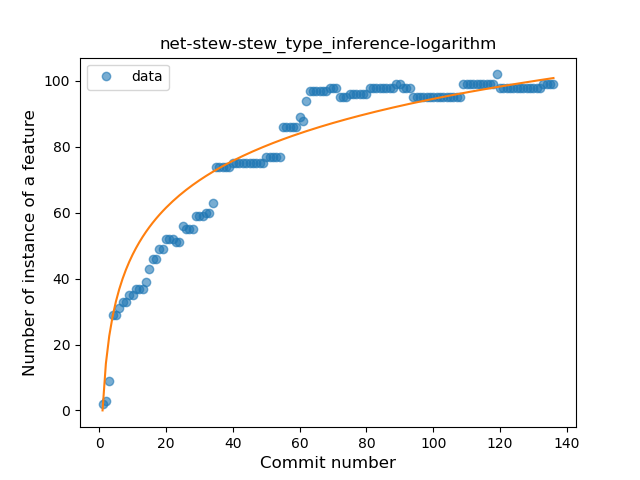 net-stew-stew_type_inference-logarithm
data
Number of instance of a feature
100
80
60
40
20
0
0 20 40 60 80 100 120 140
Commit number